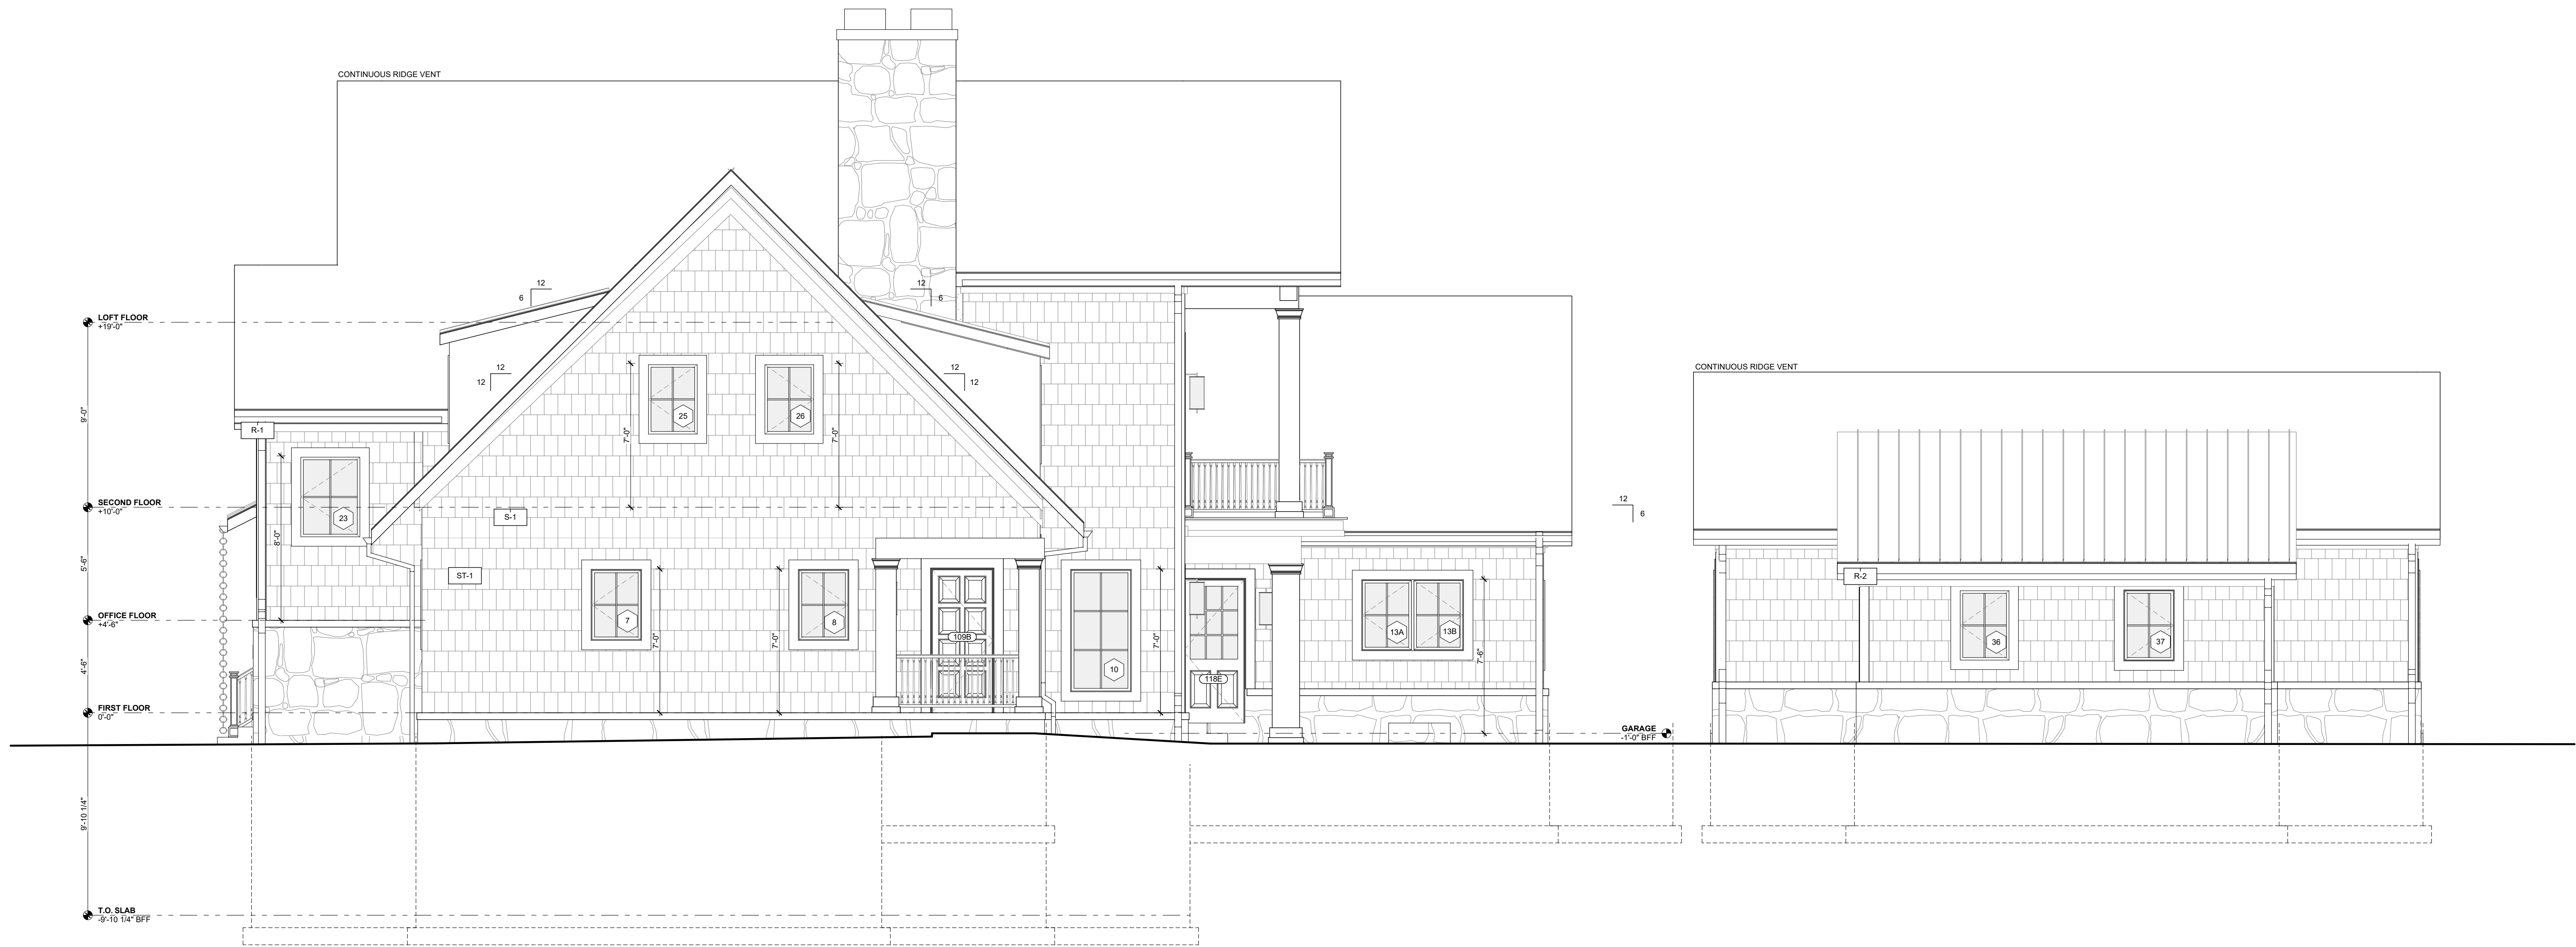 CONTINUOUS RIDGE VENT
12
6
12
6
LOFT FLOOR
+19'-0"
12
12
12
12
CONTINUOUS RIDGE VENT
9'-0"
25
26
R-1
7'-0"
7'-0"
SECOND FLOOR
+10'-0"
23
S-1
12
6
8'-0"
5'-6"
ST-1
R-2
OFFICE FLOOR
+4'-6"
7
8
109B
13A
13B
36
37
7'-0"
7'-0"
7'-0"
7'-6"
4'-6"
10
118E
FIRST FLOOR
0'-0"
GARAGE
-1'-0" BFF
9'-10 1/4"
T.O. SLAB
-9'-10 1/4" BFF